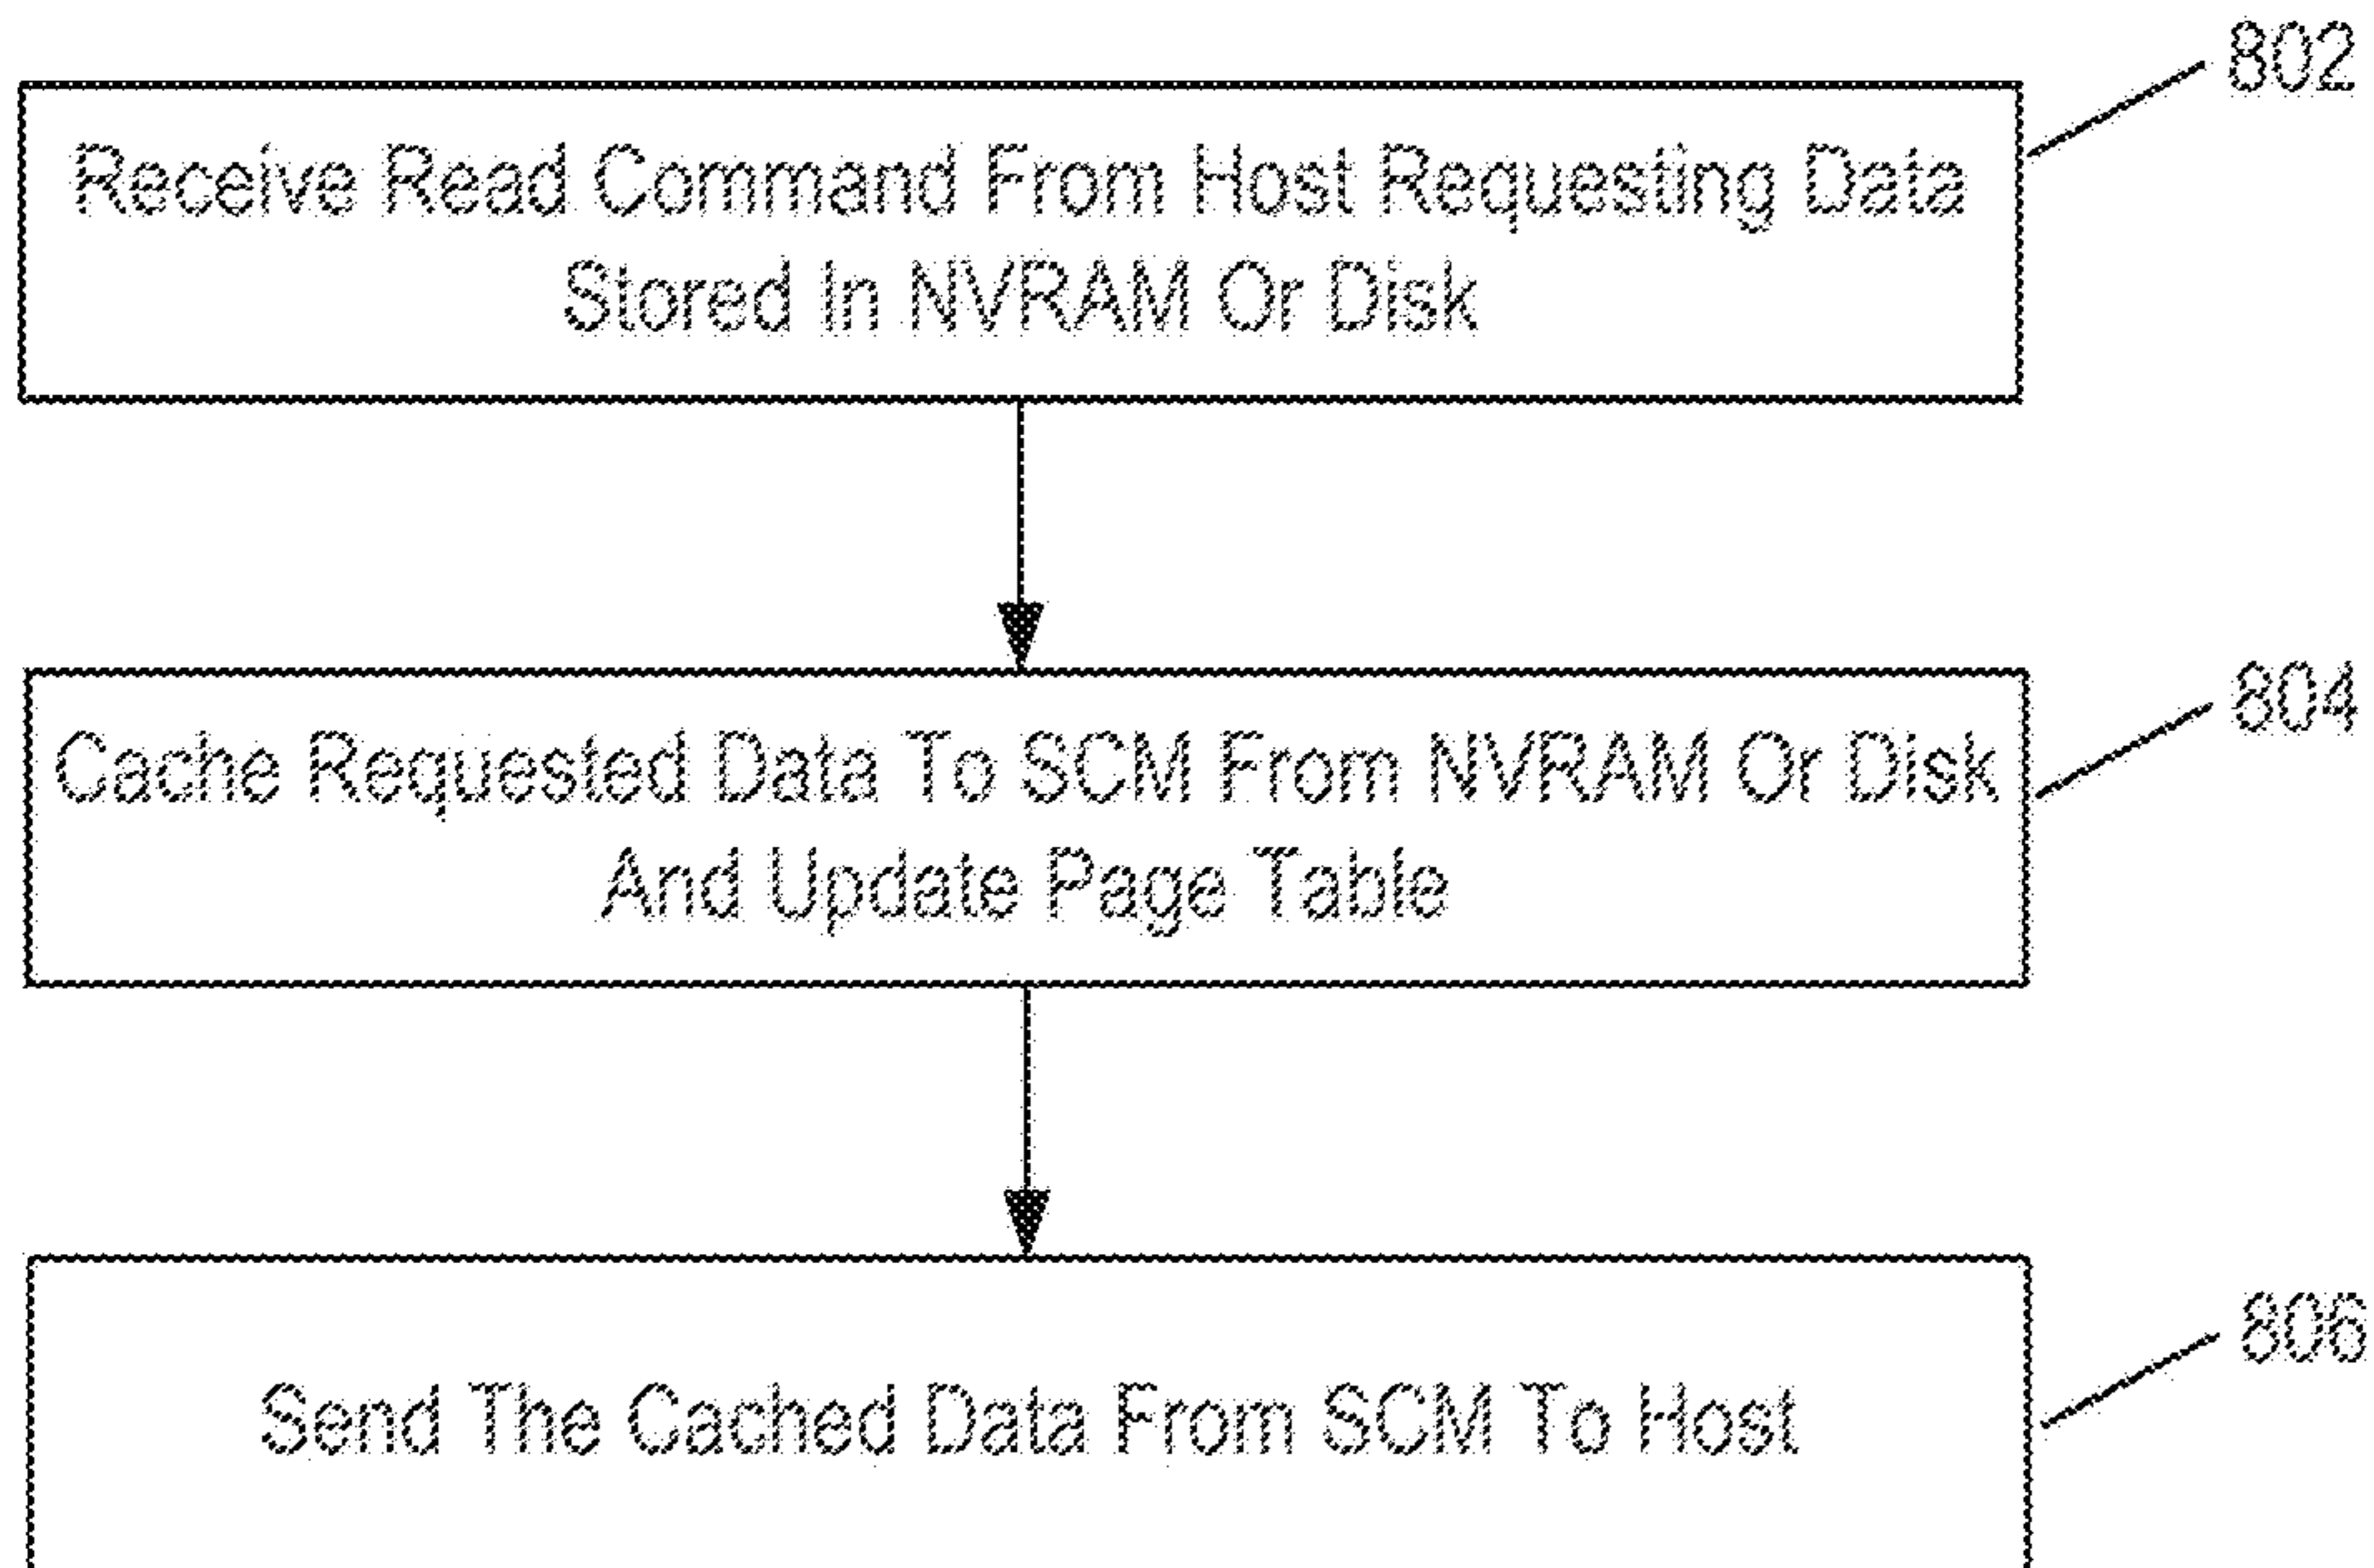 802
Receive Read Command From Host Requesting Data
Stored In NVRAM Or Disk
804
Cache Requested Data To SCM From NVRAM Or Disk
And Update Page Table
806
Send The Cached Data From SCM To Host